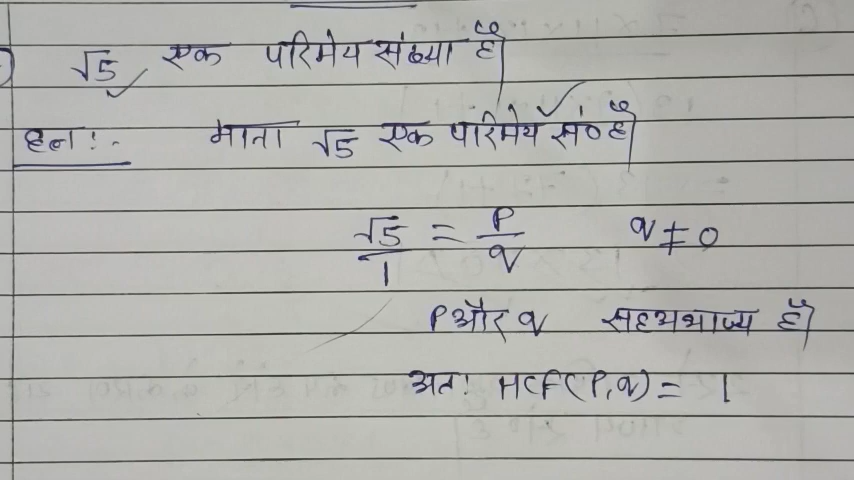 √5 एक परिमेय संख्या है
हल :- माना √5 एक परिमेय सं० है
√5/1 = P/q q ≠ 0
P और q सहअभाज्य है
अतः HCF(P,q) = 1